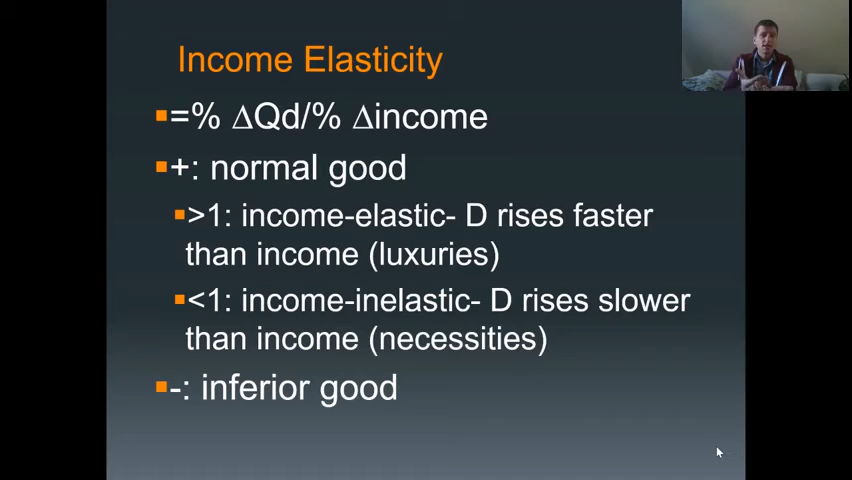 Income Elasticity
=% ∆Qd/% ∆income
+: normal good
>1: income-elastic- D rises faster
than income (luxuries)
<1: income-inelastic- D rises slower
than income (necessities)
-: inferior good